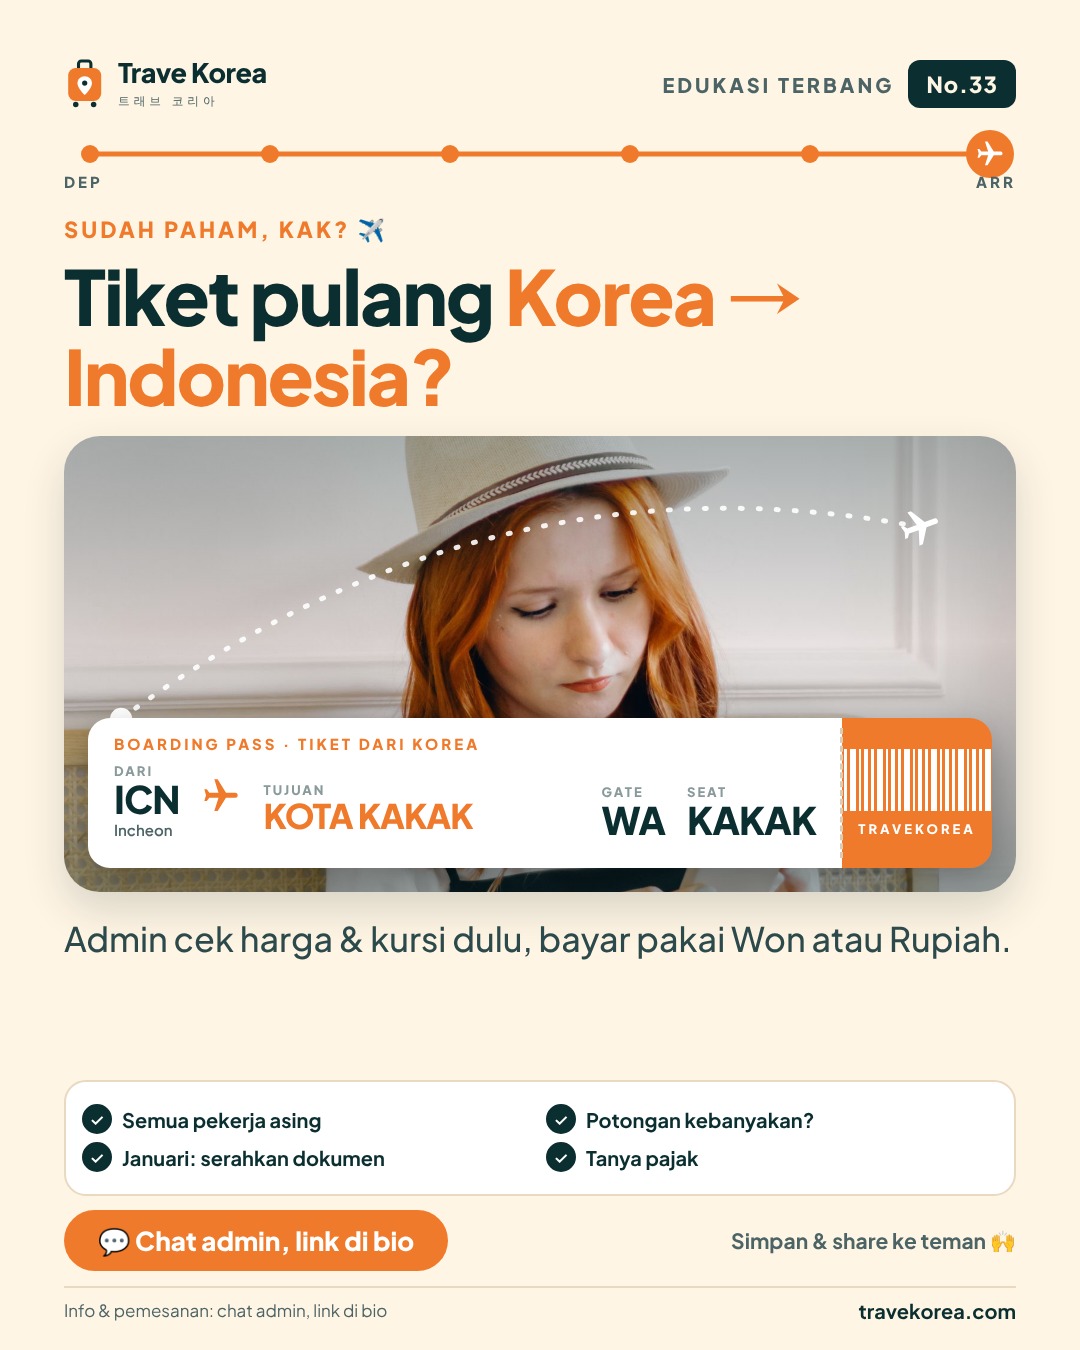 Trave Korea
트래브 코리아
EDUKASI TERBANG
No.33
DEP
ARR
SUDAH PAHAM, KAK? ✈️
Tiket pulang Korea →
Indonesia?
BOARDING PASS · TIKET DARI KOREA
DARI
ICN
Incheon
TUJUAN
KOTA KAKAK
GATE
WA
SEAT
KAKAK
TRAVEKOREA
Admin cek harga & kursi dulu, bayar pakai Won atau Rupiah.
Semua pekerja asing
Potongan kebanyakan?
Januari: serahkan dokumen
Tanya pajak
💬 Chat admin, link di bio
Simpan & share ke teman 🙌
Info & pemesanan: chat admin, link di bio
travekorea.com